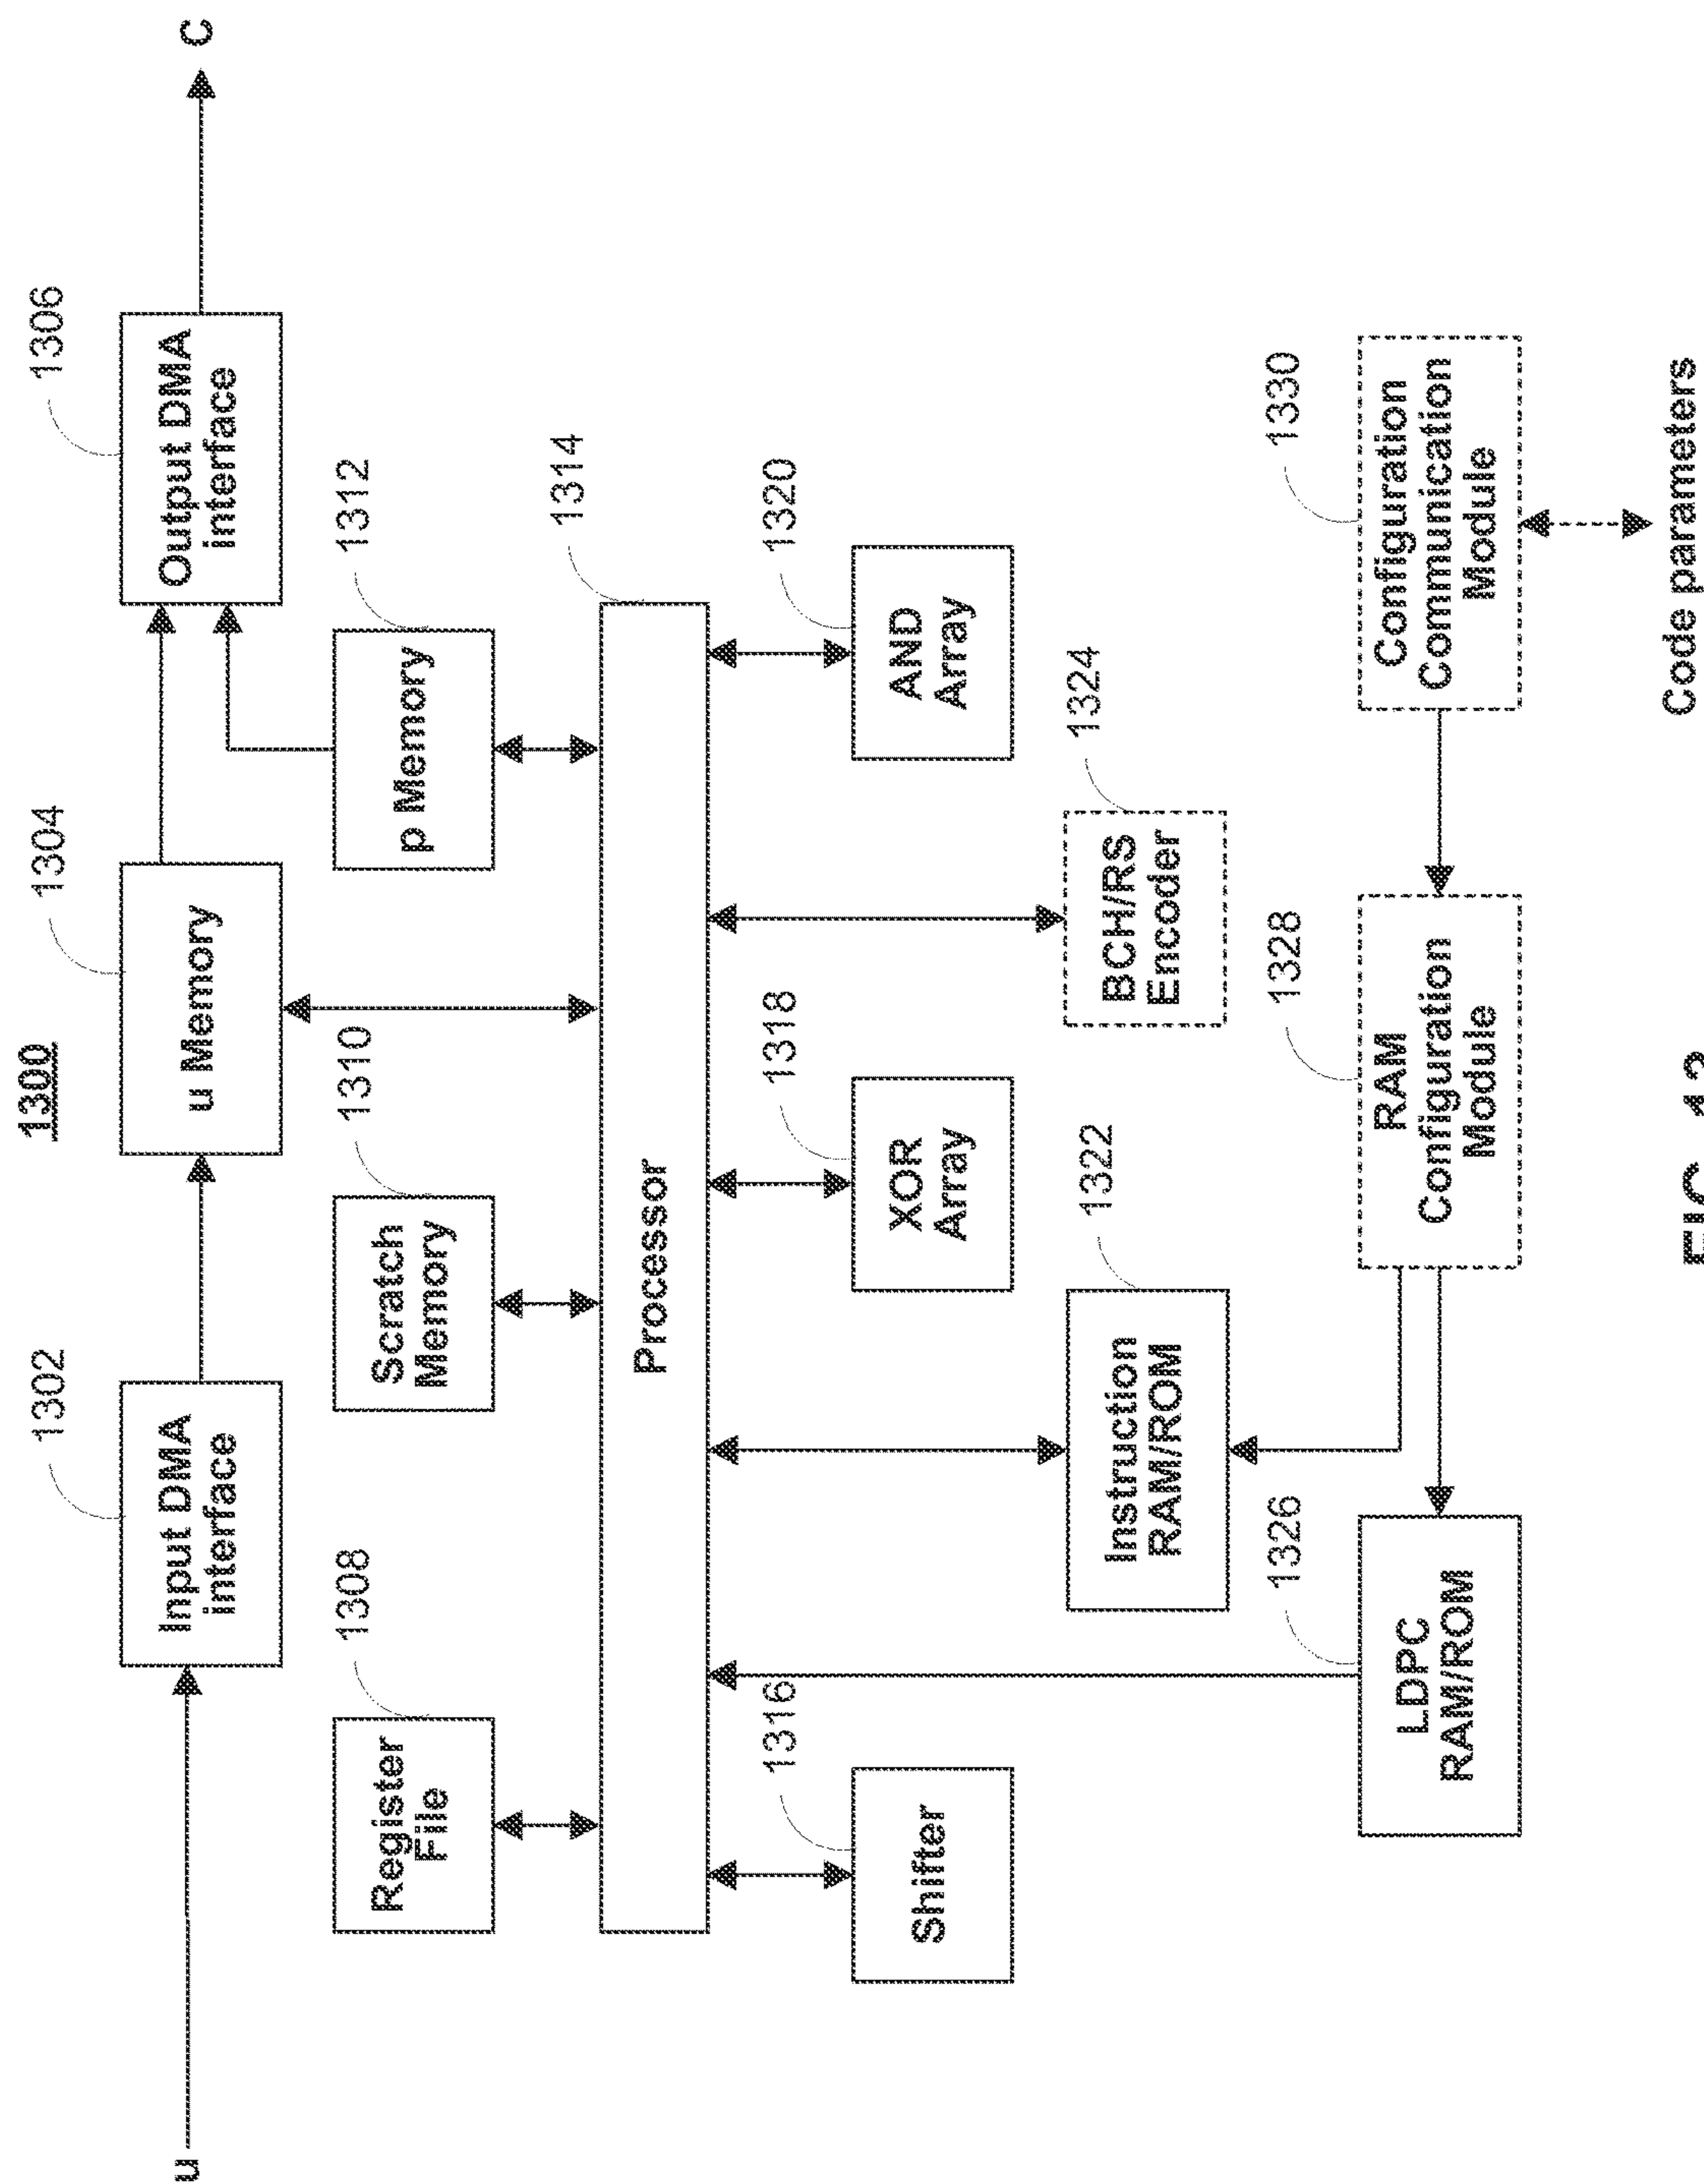 1300
u
1302
Input DMA
interface
1304
u Memory
1306
Output DMA
interface
C
1308
Register
File
1310
Scratch
Memory
1312
p Memory
1314
Processor
1316
Shifter
1318
XOR
Array
1320
AND
Array
1322
Instruction
RAM/ROM
1324
BCH/RS
Encoder
1326
LDPC
RAM/ROM
1328
RAM
Configuration
Module
1330
Configuration
Communication
Module
Code parameters
FIG. 13